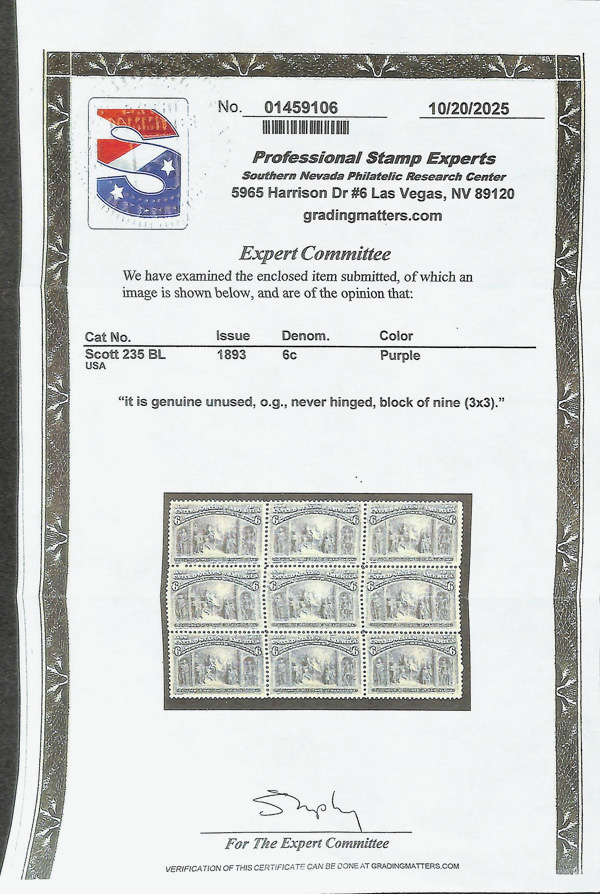 No. 01459106 10/20/2025
Professional Stamp Experts
Southern Nevada Philatelic Research Center
5965 Harrison Dr #6 Las Vegas, NV 89120
gradingmatters.com
Expert Committee
We have examined the enclosed item submitted, of which an
image is shown below, and are of the opinion that:
Cat No. Issue Denom. Color
Scott 235 BL 1893 6c Purple
USA
“it is genuine unused, o.g., never hinged, block of nine (3x3).”
For The Expert Committee
VERIFICATION OF THIS CERTIFICATE CAN BE DONE AT GRADINGMATTERS.COM